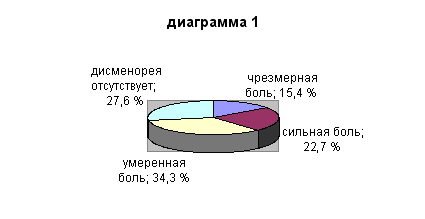 диаграмма 1
дисменорея
отсутствует;
27,6 %
чрезмерная
боль; 15,4 %
сильная боль;
22,7 %
умеренная
боль; 34,3 %